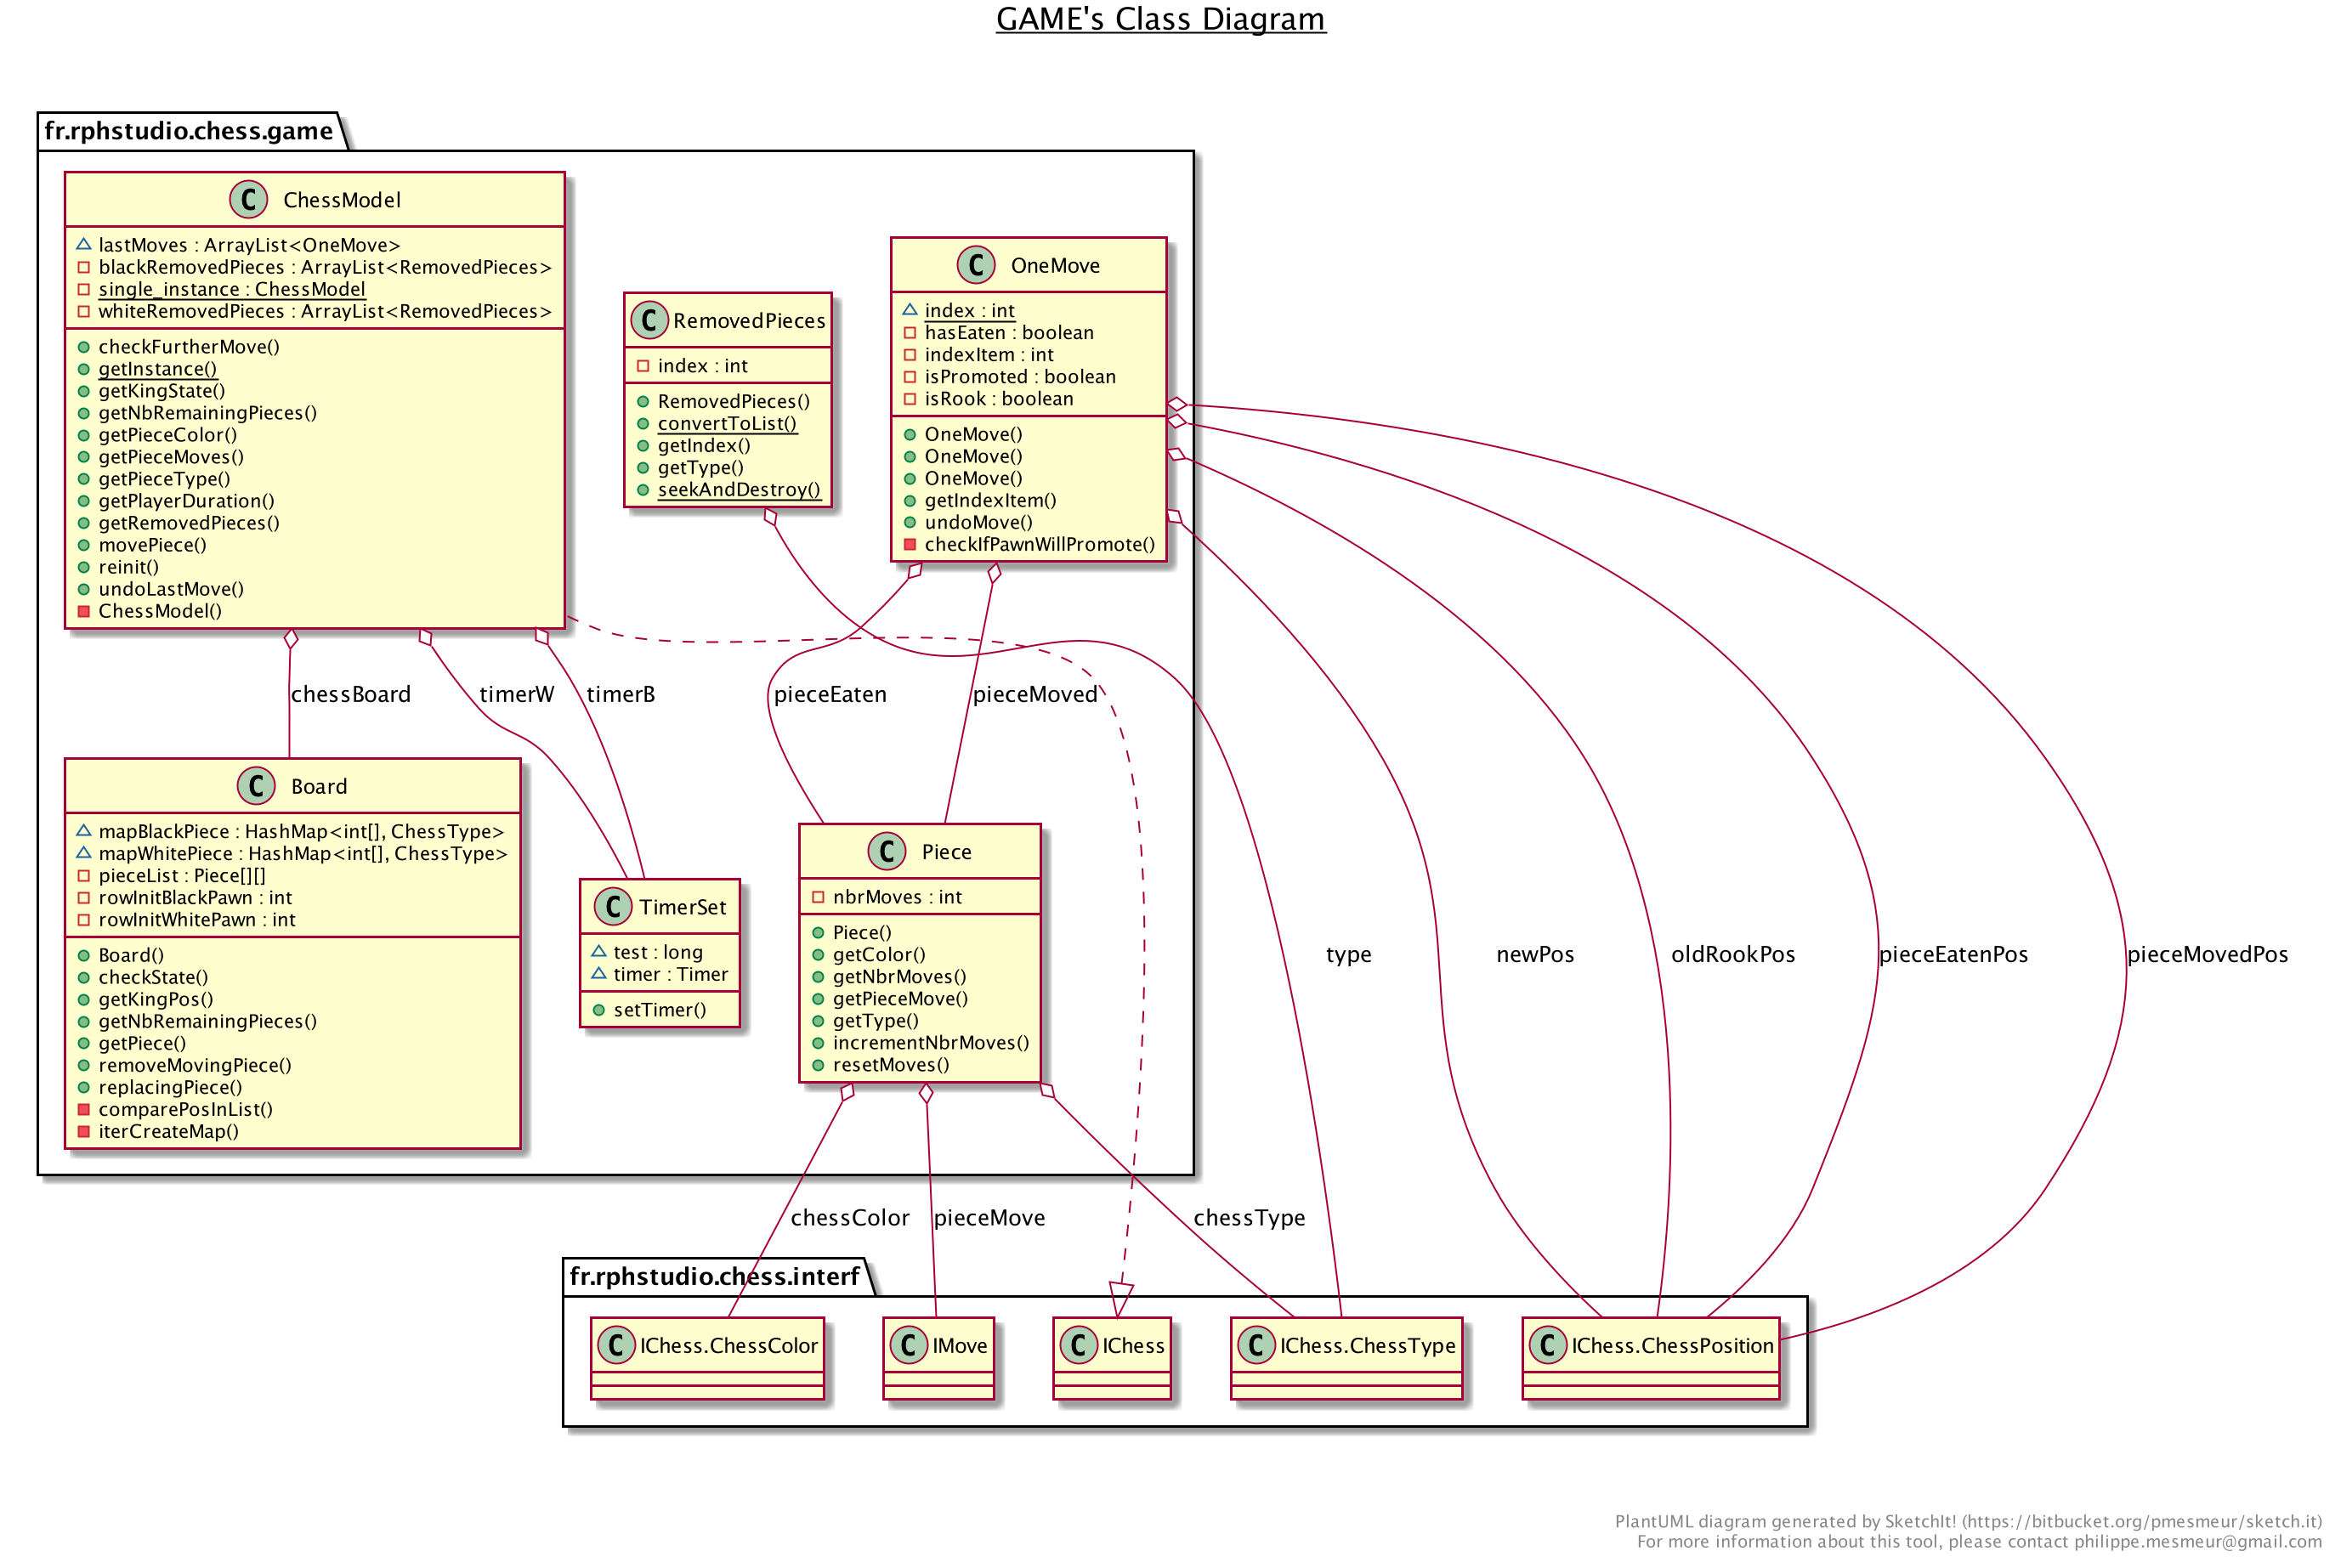 GAME's Class Diagram
fr.rphstudio.chess.game
C ChessModel
lastMoves : ArrayList<OneMove>
blackRemovedPieces : ArrayList<RemovedPieces>
single_instance : ChessModel
whiteRemovedPieces : ArrayList<RemovedPieces>
checkFurtherMove()
getInstance()
getKingState()
getNbRemainingPieces()
getPieceColor()
getPieceMoves()
getPieceType()
getPlayerDuration()
getRemovedPieces()
movePiece()
reinit()
undoLastMove()
ChessModel()
C RemovedPieces
index : int
RemovedPieces()
convertToList()
getIndex()
getType()
seekAndDestroy()
C OneMove
index : int
hasEaten : boolean
indexItem : int
isPromoted : boolean
isRook : boolean
OneMove()
OneMove()
OneMove()
getIndexItem()
undoMove()
checkIfPawnWillPromote()
chessBoard
timerW
timerB
pieceEaten
pieceMoved
C Board
mapBlackPiece : HashMap<int[], ChessType>
mapWhitePiece : HashMap<int[], ChessType>
pieceList : Piece[][]
rowInitBlackPawn : int
rowInitWhitePawn : int
Board()
checkState()
getKingPos()
getNbRemainingPieces()
getPiece()
removeMovingPiece()
replacingPiece()
comparePosInList()
iterCreateMap()
C TimerSet
test : long
timer : Timer
setTimer()
C Piece
nbrMoves : int
Piece()
getColor()
getNbrMoves()
getPieceMove()
getType()
incrementNbrMoves()
resetMoves()
type
newPos
oldRookPos
pieceEatenPos
pieceMovedPos
chessColor
pieceMove
chessType
fr.rphstudio.chess.interf
C IChess.ChessColor
C IMove
C IChess
C IChess.ChessType
C IChess.ChessPosition
PlantUML diagram generated by SketchIt! (https://bitbucket.org/pmesmeur/sketch.it)
For more information about this tool, please contact philippe.mesmeur@gmail.com